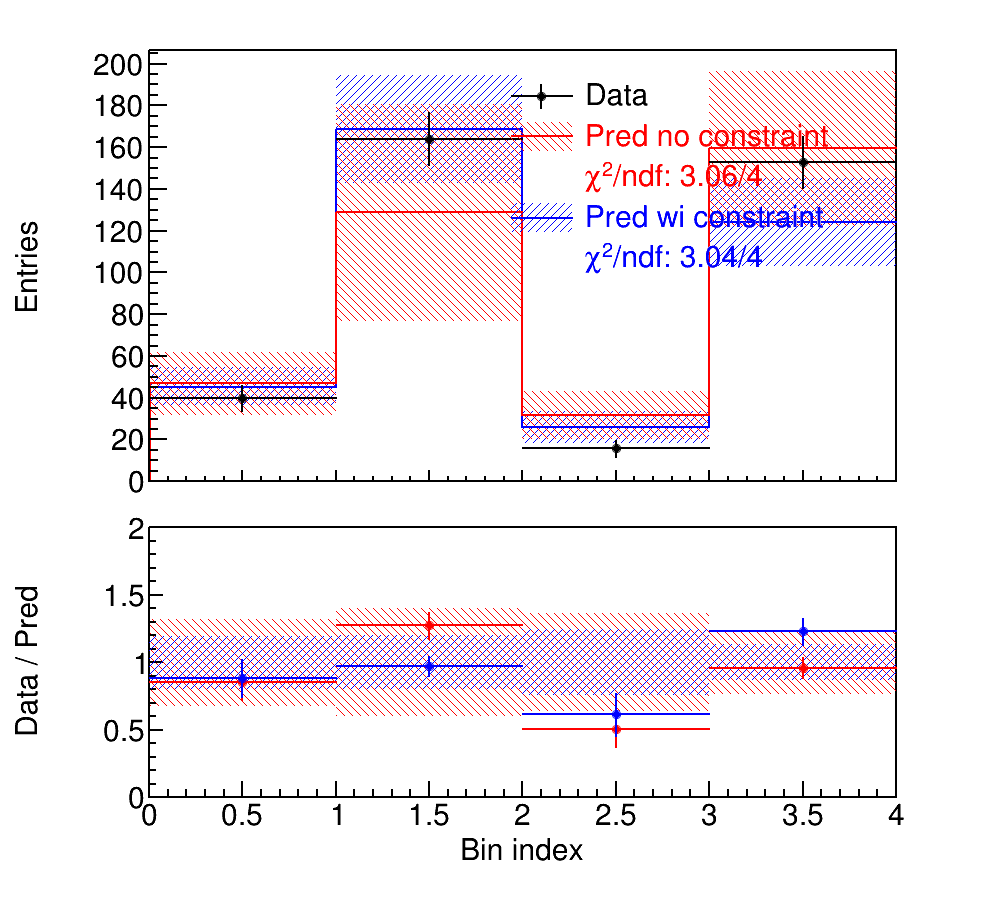 Entries
200
180
160
140
120
100
80
60
40
20
0
Data
Pred no constraint
χ²/ndf: 3.06/4
Pred wi constraint
χ²/ndf: 3.04/4
Data / Pred
2
1.5
1
0.5
0
0 0.5 1 1.5 2 2.5 3 3.5 4
Bin index